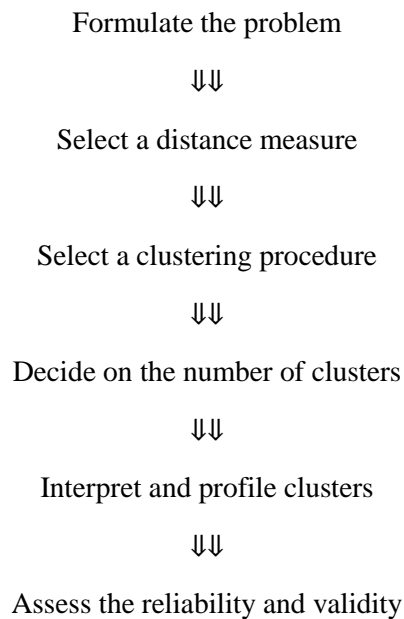 Formulate the problem
⇓⇓
Select a distance measure
⇓⇓
Select a clustering procedure
⇓⇓
Decide on the number of clusters
⇓⇓
Interpret and profile clusters
⇓⇓
Assess the reliability and validity